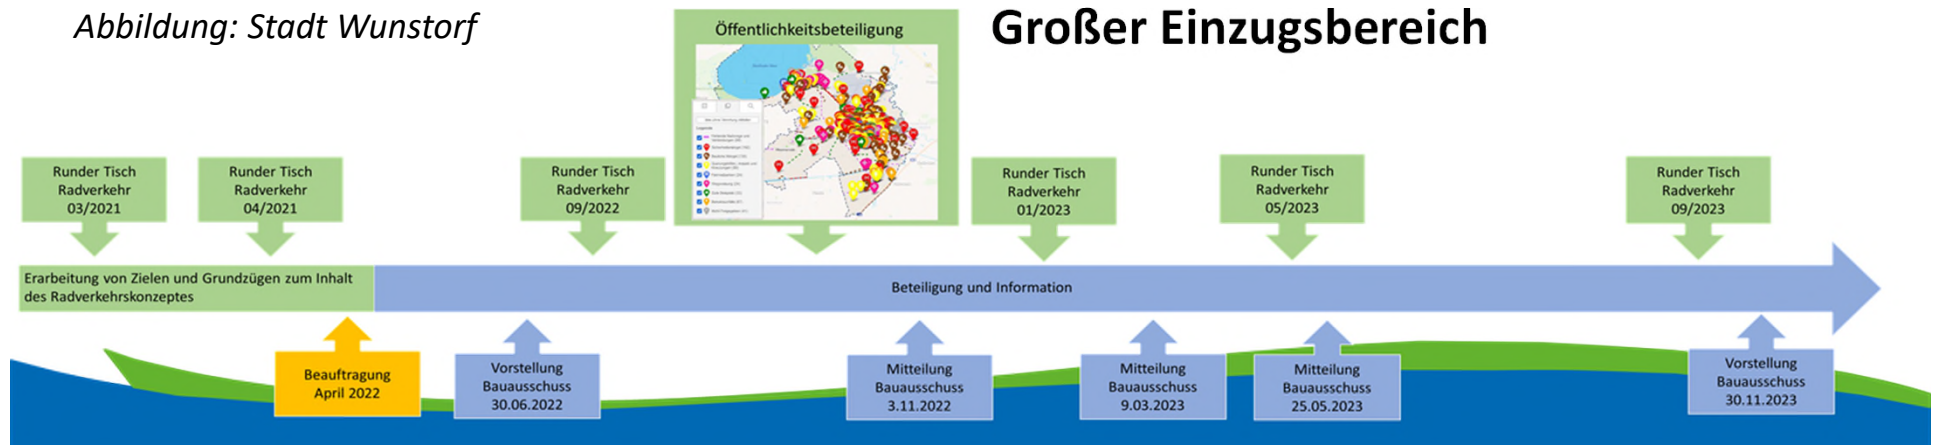 Abbildung: Stadt Wunstorf
Großer Einzugsbereich
Öffentlichkeitsbeteiligung
Runder Tisch
Radverkehr
03/2021
Runder Tisch
Radverkehr
04/2021
Runder Tisch
Radverkehr
09/2022
Runder Tisch
Radverkehr
01/2023
Runder Tisch
Radverkehr
05/2023
Runder Tisch
Radverkehr
09/2023
Erarbeitung von Zielen und Grundzügen zum Inhalt
des Radverkehrskonzeptes
Beteiligung und Information
Beauftragung
April 2022
Vorstellung
Bauausschuss
30.06.2022
Mitteilung
Bauausschuss
3.11.2022
Mitteilung
Bauausschuss
9.03.2023
Mitteilung
Bauausschuss
25.05.2023
Vorstellung
Bauausschuss
30.11.2023